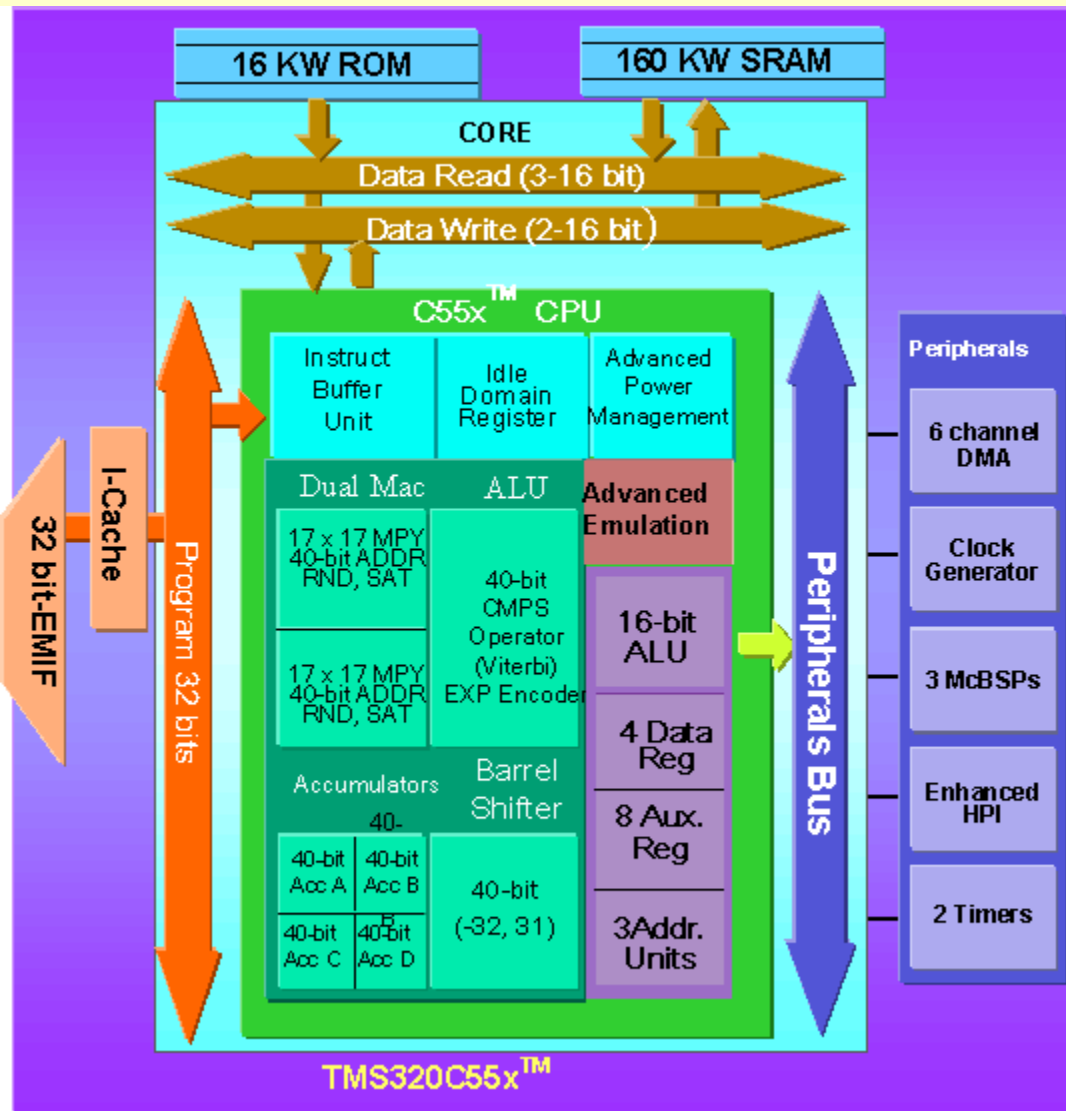 16 KW ROM
160 KW SRAM
CORE
Data Read (3-16 bit)
Data Write (2-16 bit)
C55x™ CPU
Instruct
Buffer
Unit
Idle
Domain
Register
Advanced
Power
Management
Dual Mac
17 x 17 MPY
40-bit ADDR
RND, SAT
17 x 17 MPY
40-bit ADDR
RND, SAT
ALU
40-bit
CMPS
Operator
(Viterbi)
EXP Encoder
Advanced
Emulation
16-bit
ALU
4 Data
Reg
8 Aux.
Reg
3Addr.
Units
Accumulators
40-
40-bit
Acc A
40-bit
Acc B
B
40-bit
Acc C
40-bit
Acc D
Barrel
Shifter
40-bit
(-32, 31)
32 bit-EMIF
I-Cache
Program 32 bits
Peripherals Bus
Peripherals
6 channel
DMA
Clock
Generator
3 McBSPs
Enhanced
HPI
2 Timers
TMS320C55x™